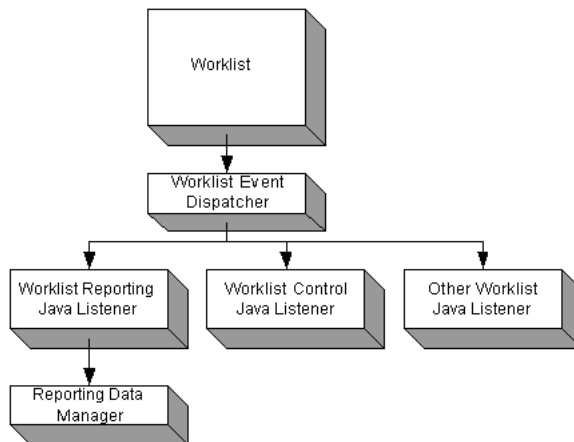 Worklist
Worklist Event
Dispatcher
Worklist Reporting
Java Listener
Worklist Control
Java Listener
Other Worklist
Java Listener
Reporting Data
Manager